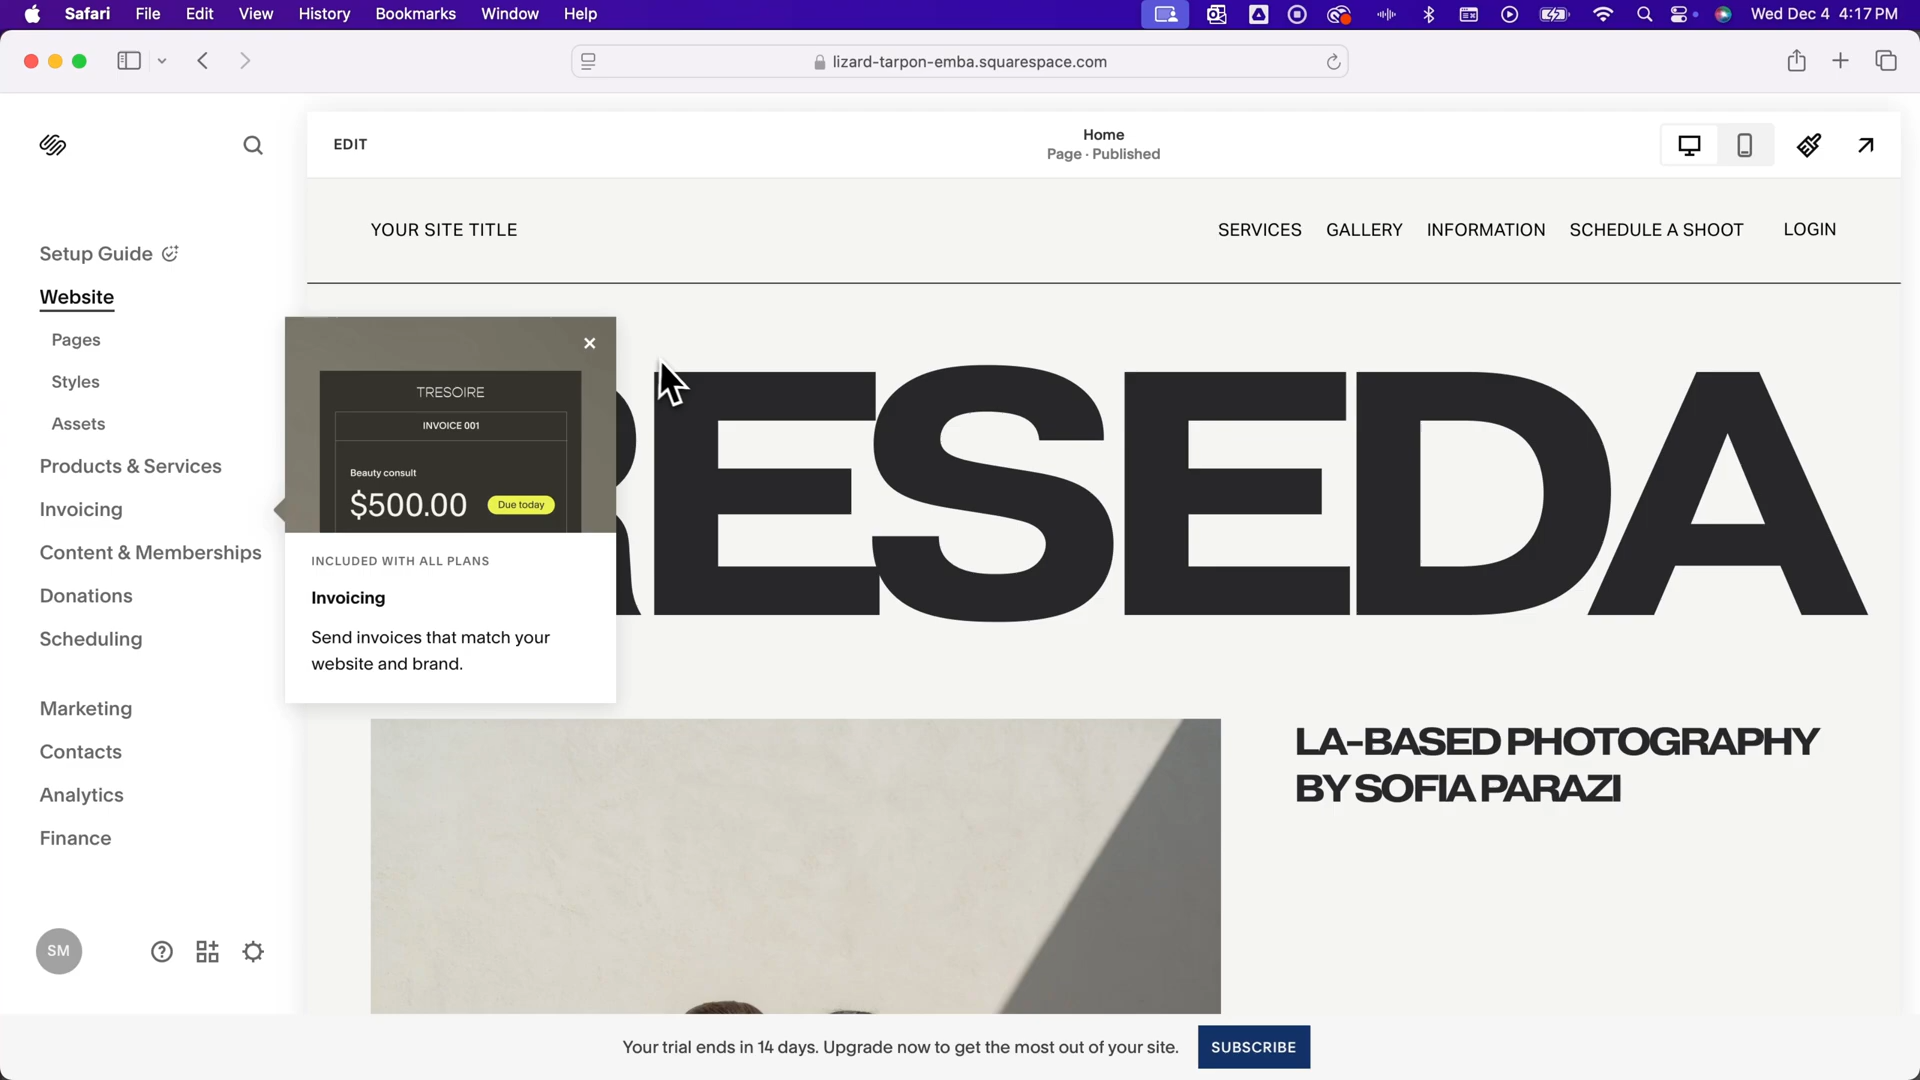 Safari File Edit View History Bookmarks Window Help
Wed Dec 4 4:17 PM
lizard-tarpon-emba.squarespace.com
EDIT
Home
Page · Published
YOUR SITE TITLE
SERVICES GALLERY INFORMATION SCHEDULE A SHOOT LOGIN
Setup Guide
Website
Pages
Styles
Assets
Products & Services
Invoicing
Content & Memberships
Donations
Scheduling
Marketing
Contacts
Analytics
Finance
SM
TRESOIRE
INVOICE 001
Beauty consult
$500.00 Due today
INCLUDED WITH ALL PLANS
Invoicing
Send invoices that match your
website and brand.
RESEDA
LA-BASED PHOTOGRAPHY
BY SOFIA PARAZI
Your trial ends in 14 days. Upgrade now to get the most out of your site. SUBSCRIBE